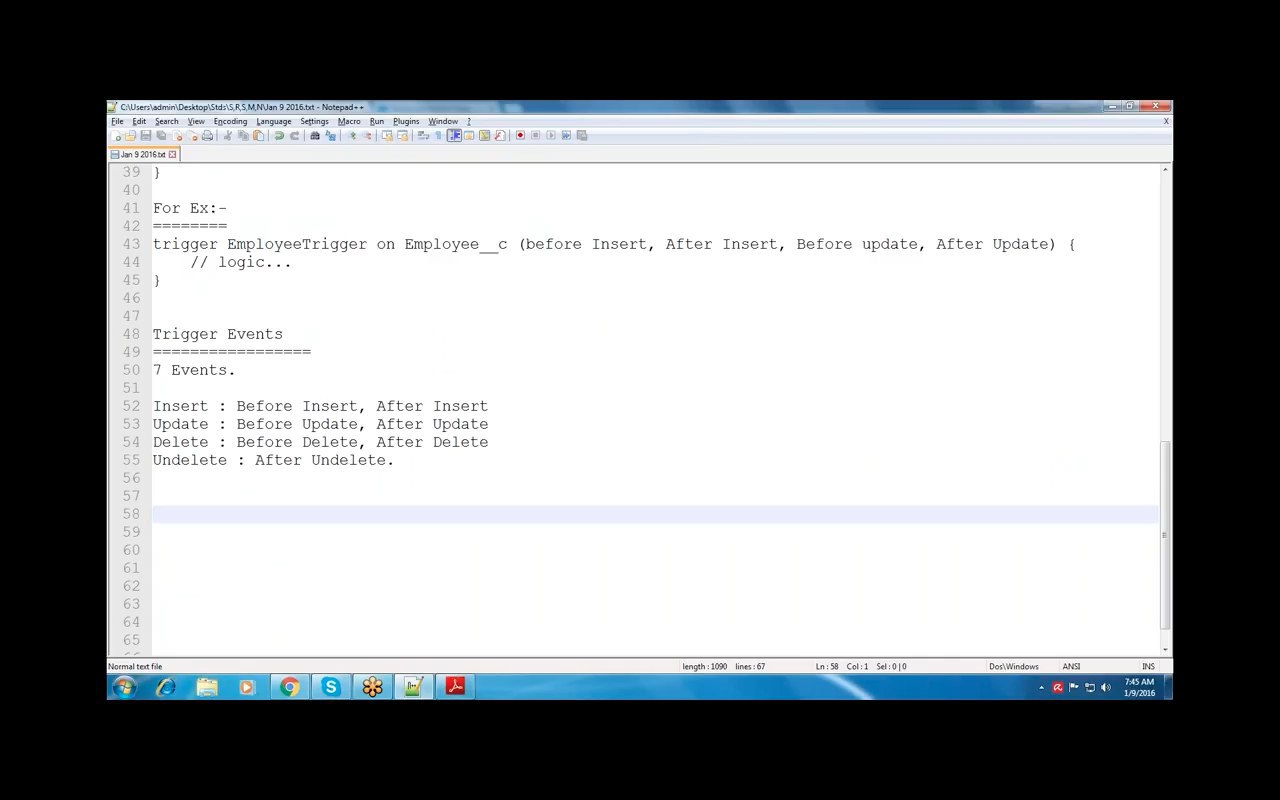 C:\Users\admin\Desktop\Stds\S,R,S,M,N\Jan 9 2016.txt - Notepad++
File Edit Search View Encoding Language Settings Macro Run Plugins Window ? X
Jan 9 2016.txt
39 }
40
41 For Ex:-
42 ========
43 trigger EmployeeTrigger on Employee__c (before Insert, After Insert, Before update, After Update) {
44 // logic...
45 }
46
47
48 Trigger Events
49 =================
50 7 Events.
51
52 Insert : Before Insert, After Insert
53 Update : Before Update, After Update
54 Delete : Before Delete, After Delete
55 Undelete : After Undelete.
56
57
58
59
60
61
62
63
64
65
Normal text file length : 1090 lines : 67 Ln : 58 Col : 1 Sel : 0 | 0 Dos\Windows ANSI INS
7:45 AM
1/9/2016